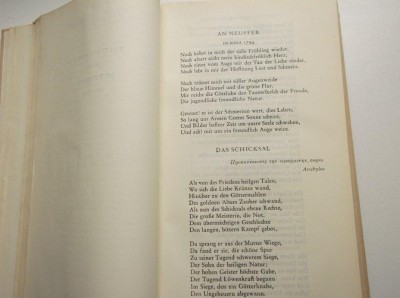 AN NEUFFER
IM MÄRZ 1794
Noch kehrt in mich der süße Frühling wieder,
Noch altert nicht mein kindischfröhlich Herz,
Noch rinnt vom Auge mir der Tau der Liebe nieder,
Noch lebt in mir der Hoffnung Lust und Schmerz.
Noch tröstet mich mit süßer Augenweide
Der blaue Himmel und die grüne Flur,
Mir reicht die Göttliche den Taumelkelch der Freude,
Die jugendliche freundliche Natur.
Getrost! es ist der Schmerzen wert, dies Leben,
So lang uns Armen Gottes Sonne scheint,
Und Bilder beßrer Zeit um unsre Seele schweben,
Und ach! mit uns ein freundlich Auge weint.
DAS SCHICKSAL
Προσκυνουντες την ειμαρμενην, σοφοι
Aeschylus
Als von des Friedens heilgen Talen,
Wo sich die Liebe Kränze wand,
Hinüber zu den Göttermahlen
Des goldnen Alters Zauber schwand,
Als nun des Schicksals ehrne Rechte,
Die große Meisterin, die Not,
Dem übermächtigen Geschlechte
Den langen, bittern Kampf gebot,
Da sprang er aus der Mutter Wiege,
Da fand er sie, die schöne Spur
Zu seiner Tugend schwerem Siege,
Der Sohn der heiligen Natur;
Der hohen Geister höchste Gabe,
Der Tugend Löwenkraft begann
Im Siege, den ein Götterknabe
Den Ungeheuern abgewann.